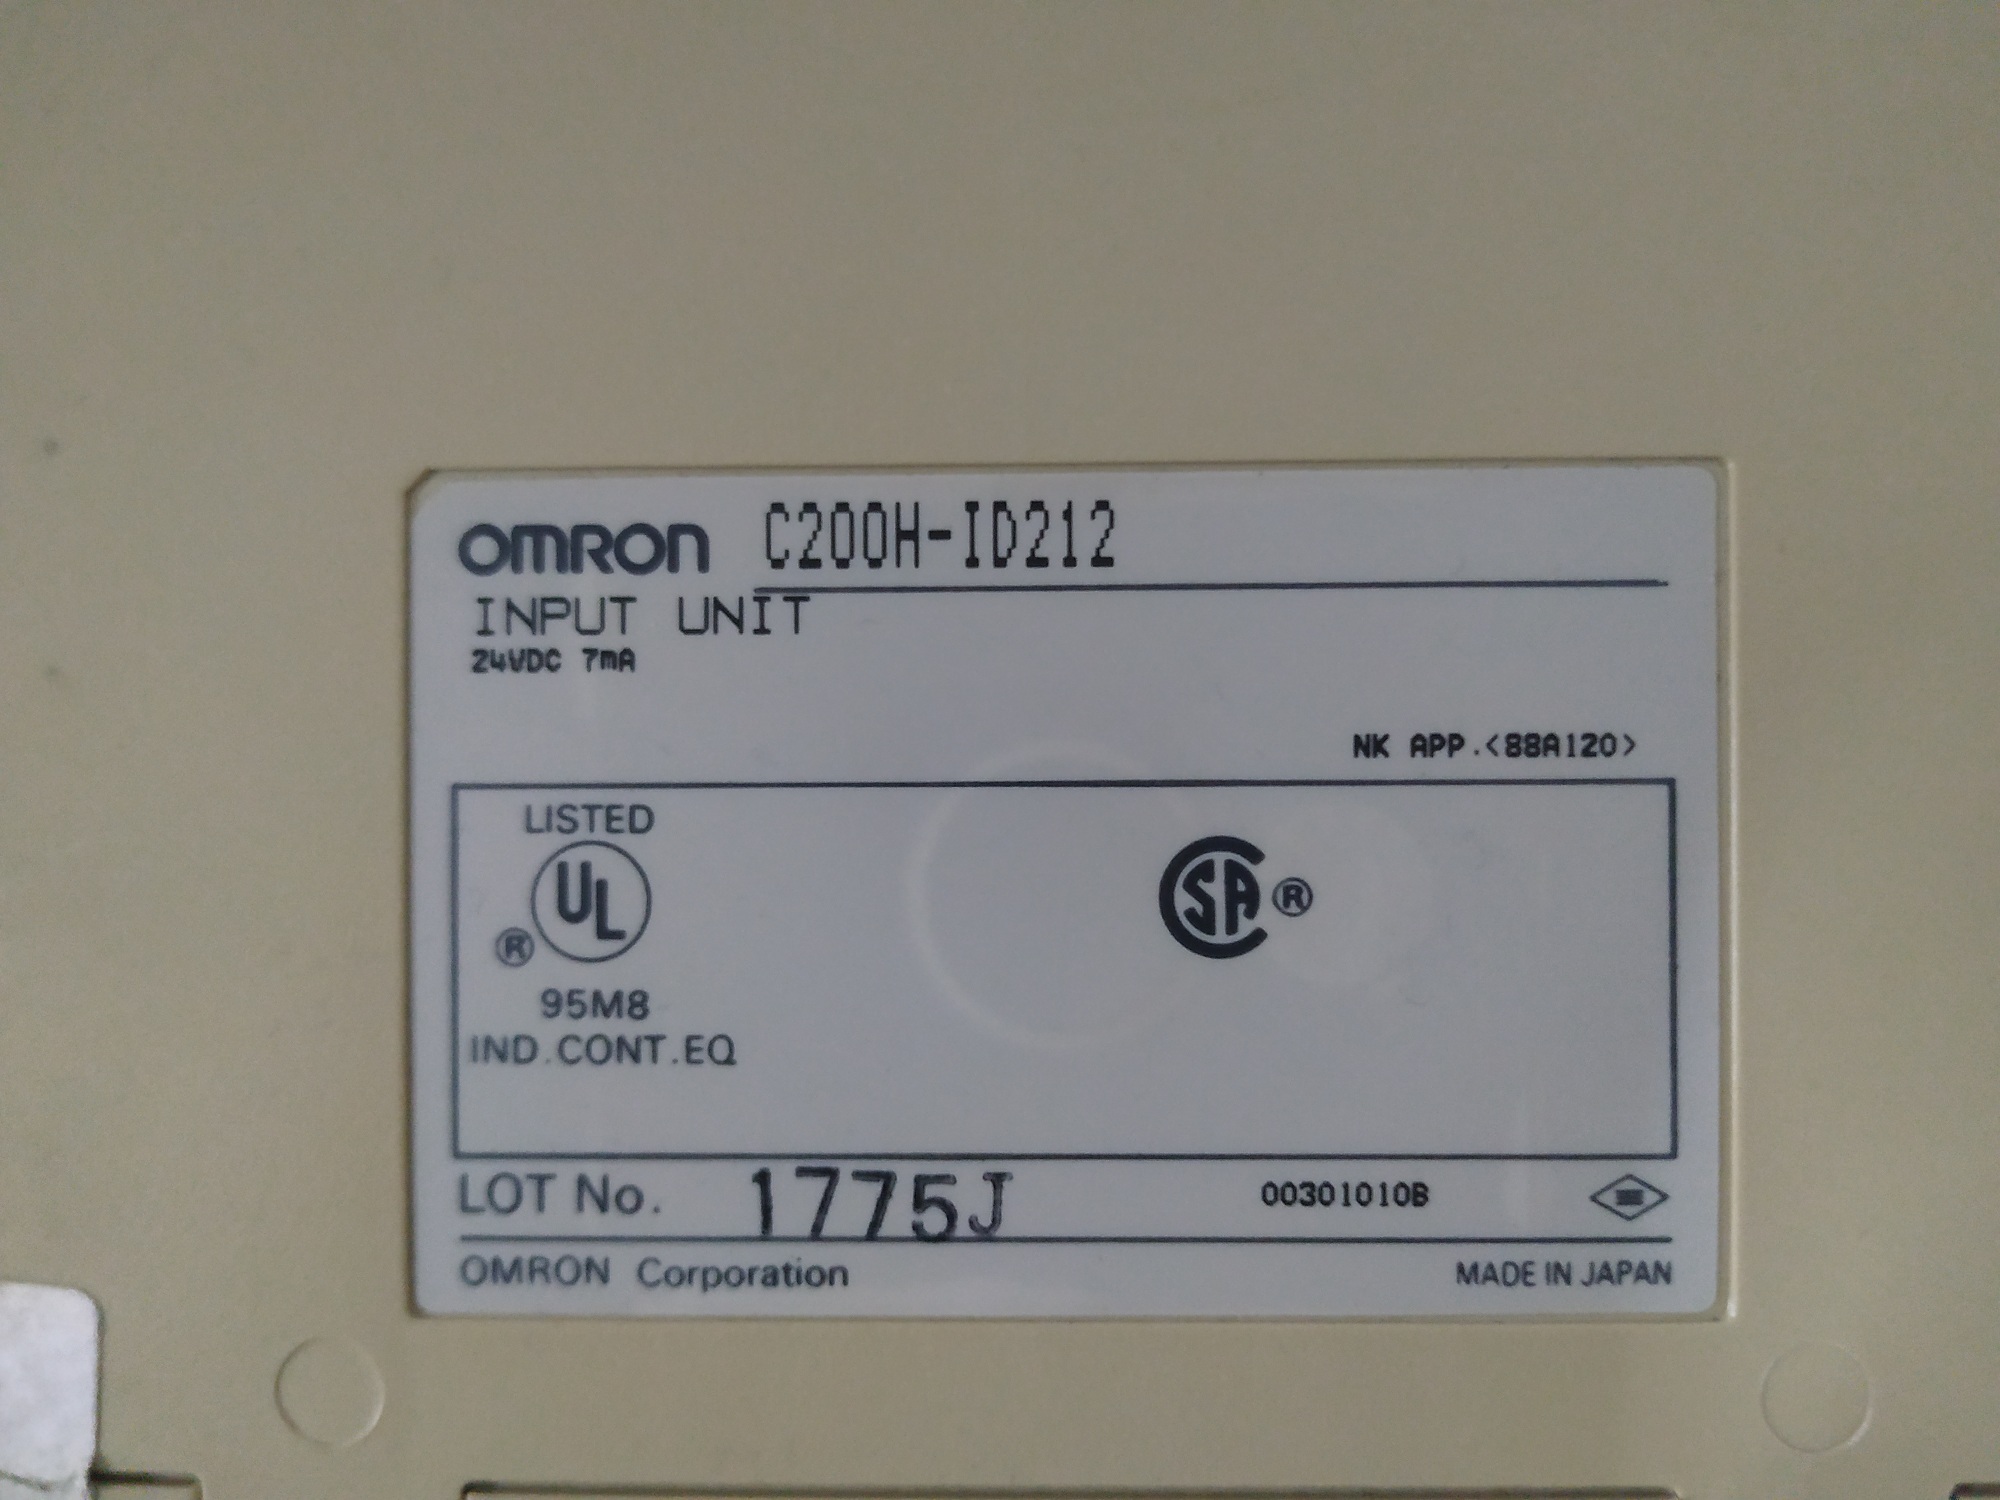 OMRON C200H-ID212
INPUT UNIT
24VDC 7mA
NK APP.<88A120>
LISTED
UL
®
SA ®
95M8
IND.CONT.EQ
LOT No. 1775J 00301010B
OMRON Corporation MADE IN JAPAN